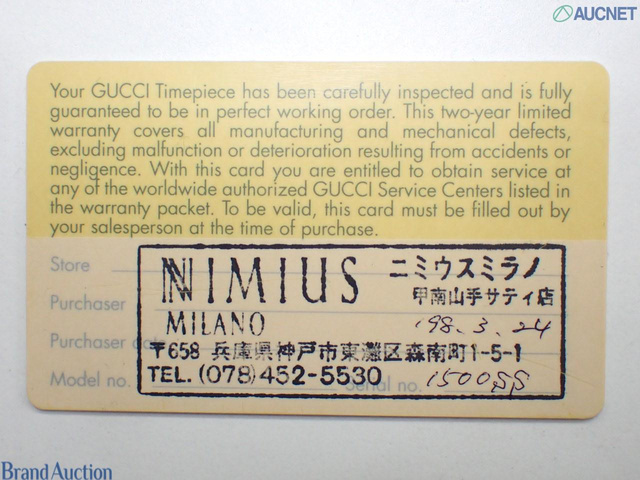 AUCNET
Your GUCCI Timepiece has been carefully inspected and is fully
guaranteed to be in perfect working order. This two-year limited
warranty covers all manufacturing and mechanical defects,
excluding malfunction or deterioration resulting from accidents or
negligence. With this card you are entitled to obtain service at
any of the worldwide authorized GUCCI Service Centers listed in
the warranty packet. To be valid, this card must be filled out by
your salesperson at the time of purchase.
Store
NIMIUS ニミウスミラノ
甲南山手サティ店
Purchaser
MILANO '98.3.24
Purchaser date
〒658 兵庫県神戸市東灘区森南町1-5-1
TEL.(078)452-5530
Model no. Serial no. 1500SS
Brand Auction